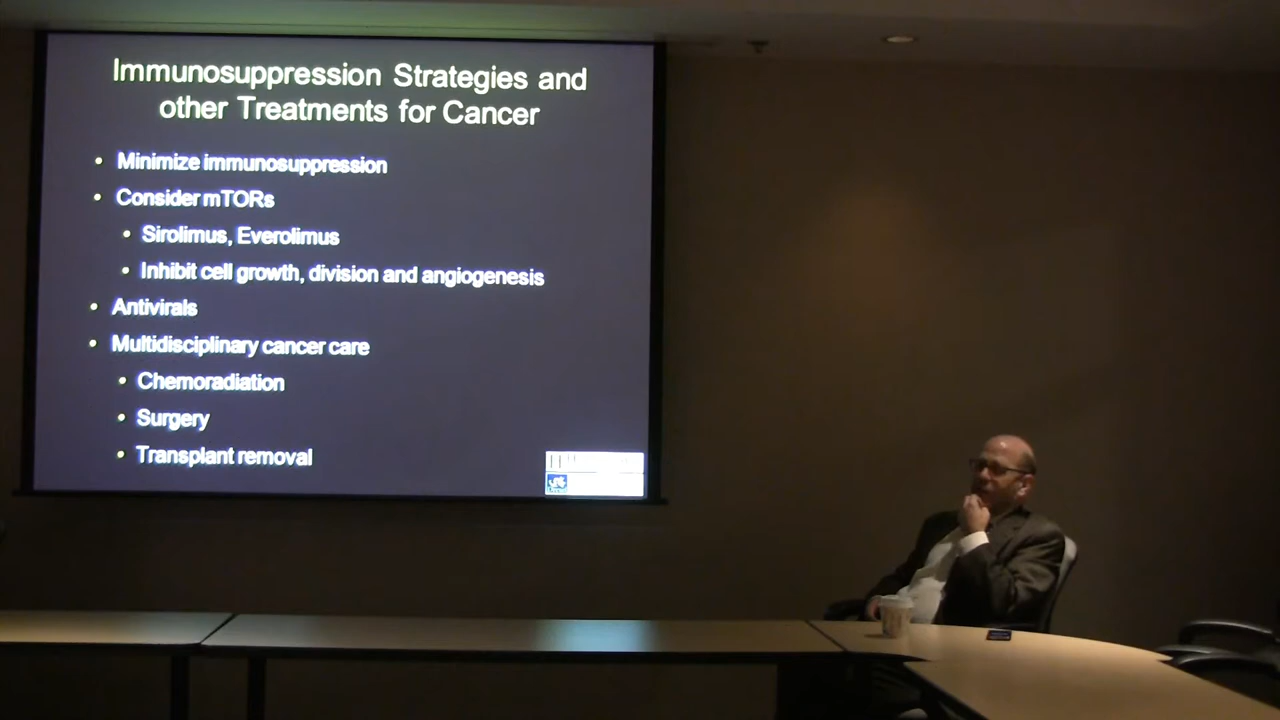 Immunosuppression Strategies and
other Treatments for Cancer
• Minimize immunosuppression
• Consider mTORs
• Sirolimus, Everolimus
• Inhibit cell growth, division and angiogenesis
• Antivirals
• Multidisciplinary cancer care
• Chemoradiation
• Surgery
• Transplant removal